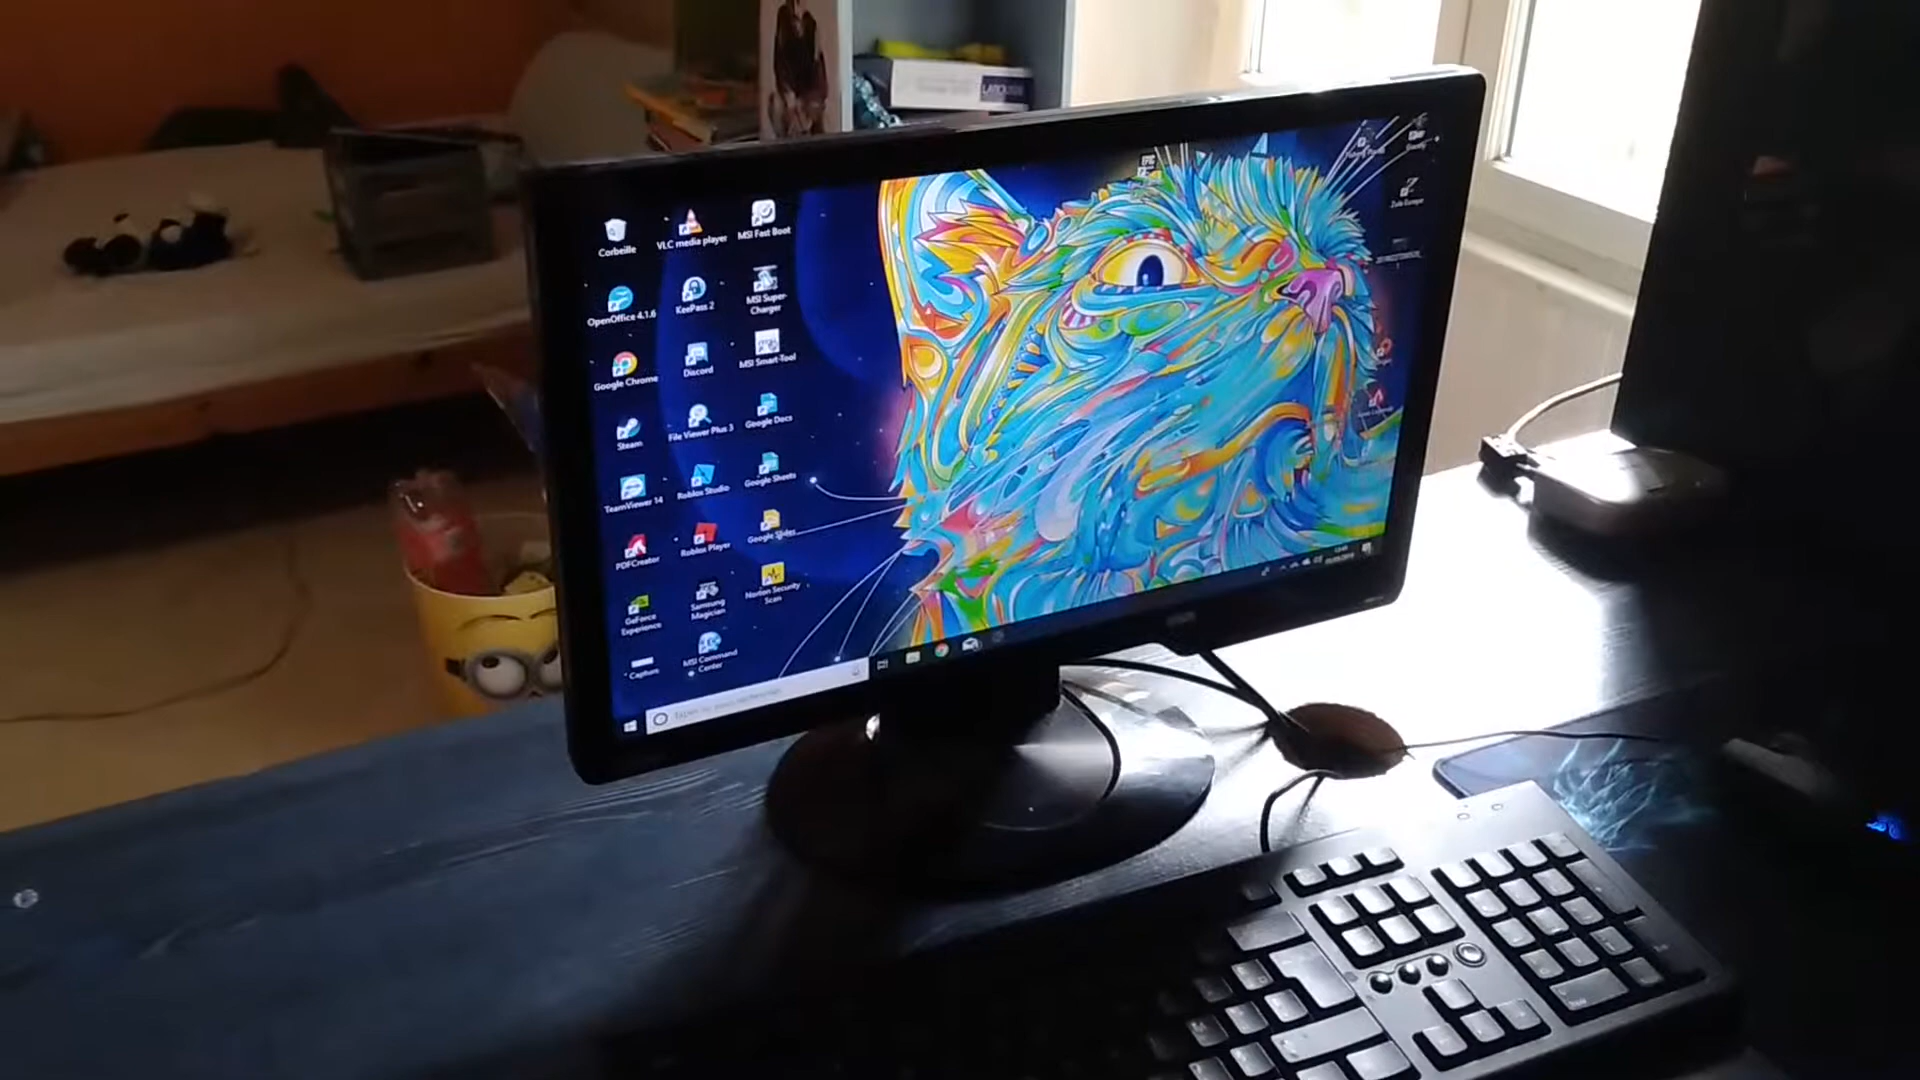 LAROUSSE
Corbeille
VLC media player
MSI Fast Boot
OpenOffice 4.1.6
KeePass 2
MSI Super-
Charger
Google Chrome
Discord
MSI Smart-Tool
Steam
File Viewer Plus 3
Google Docs
TeamViewer 14
Roblox Studio
Google Sheets
PDFCreator
Roblox Player
Google Slides
GeForce
Experience
Samsung
Magician
Norton Security
Scan
Capture
MSI Command
Center
EPIC